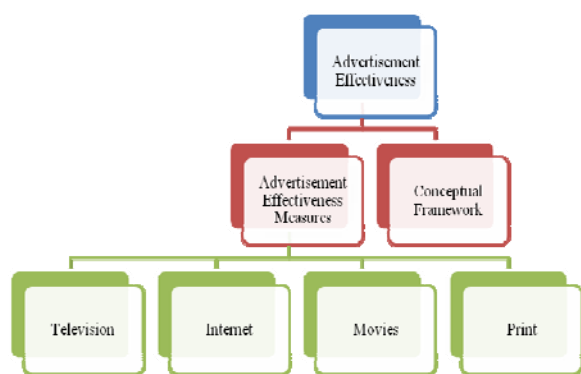 Advertisement
Effectiveness
Advertisement
Effectiveness
Measures
Conceptual
Framework
Television
Internet
Movies
Print